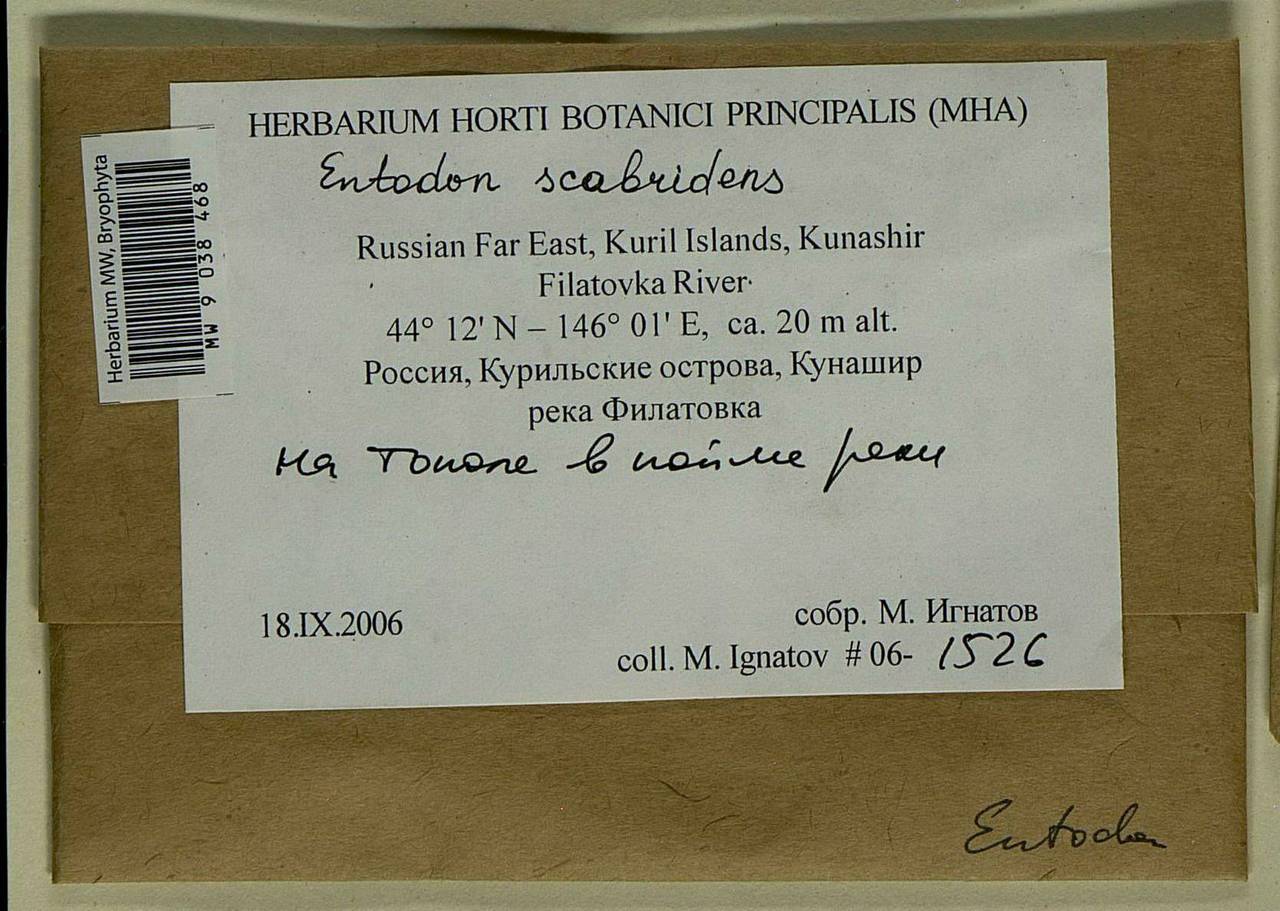 HERBARIUM HORTI BOTANICI PRINCIPALIS (MHA)
Entodon scabridens
Russian Far East, Kuril Islands, Kunashir
Filatovka River
44° 12' N – 146° 01' E, ca. 20 m alt.
Россия, Курильские острова, Кунашир
река Филатовка
на тополе в пойме реки
18.IX.2006
собр. М. Игнатов
coll. M. Ignatov # 06- 1526
Herbarium MW, Bryophyta
MW 9 038 468
Entodon